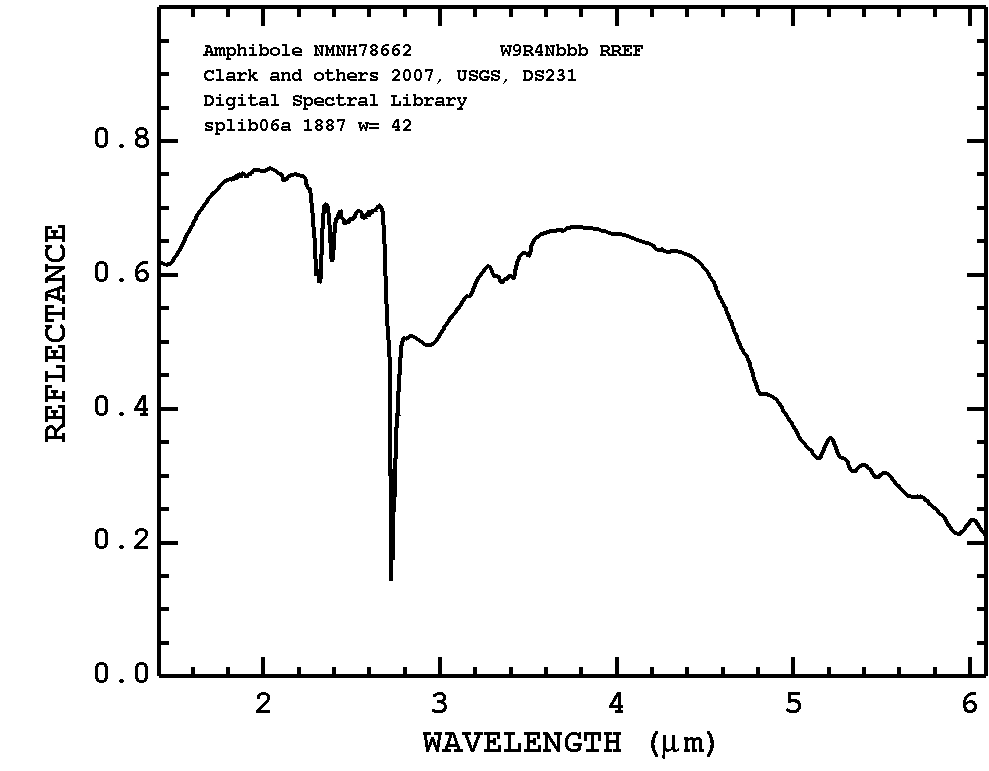 Amphibole NMNH78662 W9R4Nbbb RREF
Clark and others 2007, USGS, DS231
Digital Spectral Library
splib06a 1887 w= 42
REFLECTANCE
0.8
0.6
0.4
0.2
0.0
2 3 4 5 6
WAVELENGTH (μm)